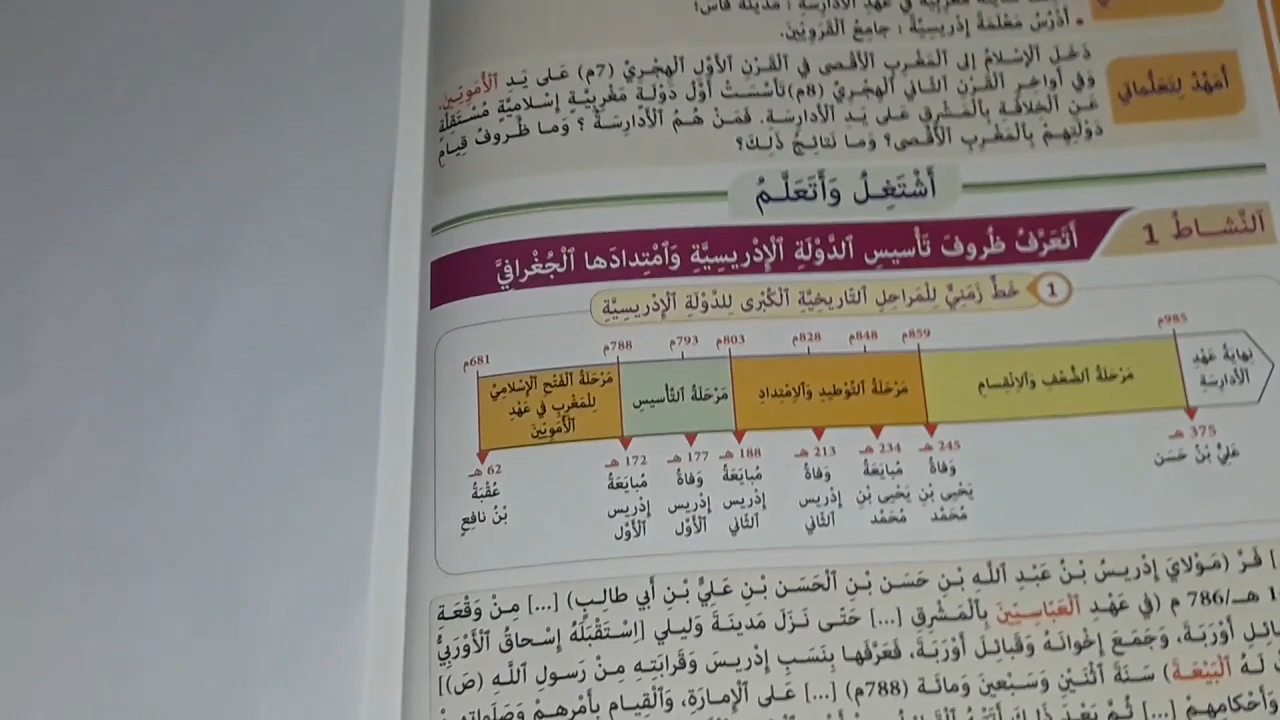 فِي عَهْدِ الْأَدَارِسَةِ : مَدِينَةُ فَاسَ؛
• أَدْرُسُ مَعْلَمَةً إِدْرِيسِيَّةً : جَامِعُ الْقَرَوِيِّينَ.
أُمَهِّدُ لِتَعَلُّمَاتِي
دَخَلَ الْإِسْلَامُ إِلَى الْمَغْرِبِ الْأَقْصَى فِي الْقَرْنِ الْأَوَّلِ الْهِجْرِيِّ (7م) عَلَى يَدِ الْأُمَوِيِّينَ.
وَفِي أَوَاخِرِ الْقَرْنِ الثَّانِي الْهِجْرِيِّ (8م) تَأَسَّسَتْ أَوَّلُ دَوْلَةٍ مَغْرِبِيَّةٍ إِسْلَامِيَّةٍ مُسْتَقِلَّةٍ
عَنِ الْخِلَافَةِ بِالْمَشْرِقِ عَلَى يَدِ الْأَدَارِسَةِ. فَمَنْ هُمُ الْأَدَارِسَةُ ؟ وَمَا ظُرُوفُ قِيَامِ
دَوْلَتِهِمْ بِالْمَغْرِبِ الْأَقْصَى؟ وَمَا نَتَائِجُ ذَلِكَ؟
أَشْتَغِلُ وَأَتَعَلَّمُ
النَّشَاطُ 1
أَتَعَرَّفُ ظُرُوفَ تَأْسِيسِ الدَّوْلَةِ الْإِدْرِيسِيَّةِ وَامْتِدَادَهَا الْجُغْرَافِيَّ
1 خَطٌّ زَمَنِيٌّ لِلْمَرَاحِلِ التَّارِيخِيَّةِ الْكُبْرَى لِلدَّوْلَةِ الْإِدْرِيسِيَّةِ
985م
859م
848م
828م
803م
793م
788م
681م
نِهَايَةُ عَهْدِ
الْأَدَارِسَةِ
مَرْحَلَةُ الضُّعْفِ وَالِانْقِسَامِ
مَرْحَلَةُ التَّوْطِيدِ وَالِامْتِدَادِ
مَرْحَلَةُ التَّأْسِيسِ
مَرْحَلَةُ الْفَتْحِ الْإِسْلَامِيِّ
لِلْمَغْرِبِ فِي عَهْدِ
الْأُمَوِيِّينَ
375 هـ
عَلِيُّ بْنُ حَسَن
245 هـ
وَفَاةُ
يَحْيَى بْنِ
مُحَمَّد
234 هـ
مُبَايَعَةُ
يَحْيَى بْنِ
مُحَمَّد
213 هـ
وَفَاةُ
إِدْرِيس
الثَّانِي
188 هـ
مُبَايَعَةُ
إِدْرِيس
الثَّانِي
177 هـ
وَفَاةُ
إِدْرِيس
الْأَوَّل
172 هـ
مُبَايَعَةُ
إِدْرِيس
الْأَوَّل
62 هـ
عُقْبَةُ
بْنُ نَافِعٍ
] فَرَّ (مَوْلَايَ إِدْرِيسُ بْنُ عَبْدِ اللَّهِ بْنِ حَسَنِ بْنِ الْحَسَنِ بْنِ عَلِيِّ بْنِ أَبِي طَالِبٍ) [...] مِنْ وَقْعَةِ
هـ/786 م (فِي عَهْدِ الْعَبَّاسِيِّينَ بِالْمَشْرِقِ [...] حَتَّى نَزَلَ مَدِينَةَ وَلِيلِي [اِسْتَقْبَلَهُ إِسْحَاقُ الْأَوْرَبِيُّ
أَوْرَبَةَ، وَجَمَعَ إِخْوَانَهُ وَقَبَائِلَ أَوْرَبَةَ، فَعَرَّفَهَا بِنَسَبِ إِدْرِيسَ وَقَرَابَتِهِ مِنْ رَسُولِ اللَّهِ (ص)]
لَهُ الْبَيْعَةُ) سَنَةَ اثْنَيْنِ وَسَبْعِينَ وَمِائَة (788م) [...] عَلَى الْإِمَارَةِ، وَالْقِيَامِ بِأَمْرِهِمْ وَصَلَوَاتِهِمْ
وَأَحْكَامِهِمْ [...] ثُمَّ بَعْدَ ذَلِكَ